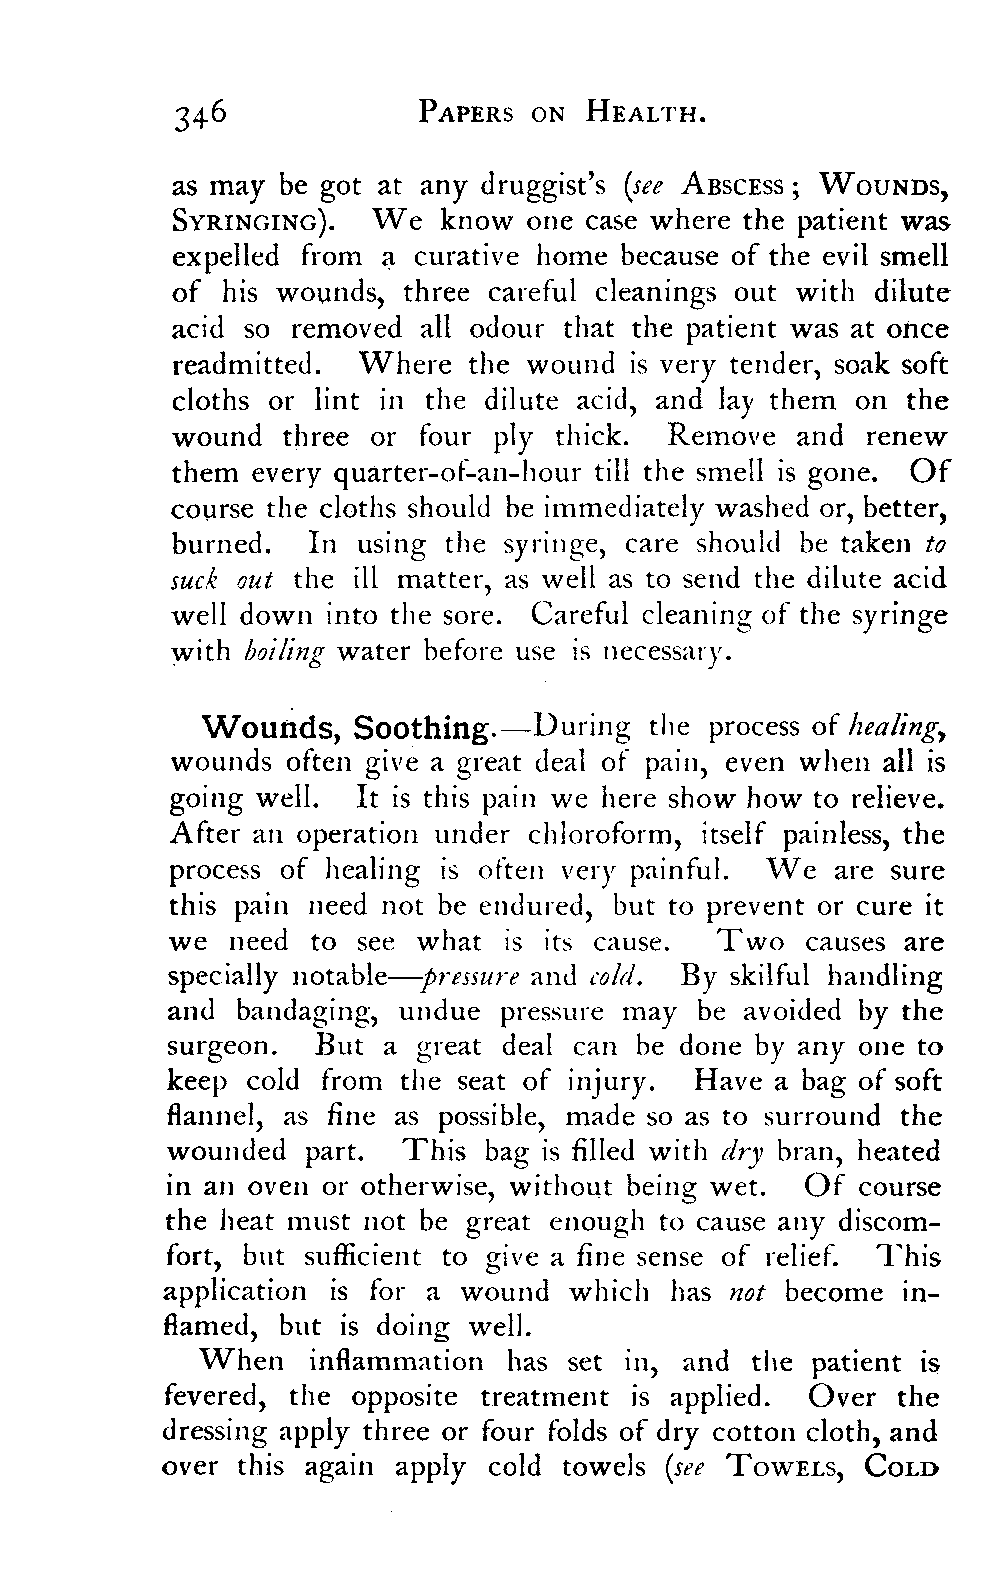 346 PAPERS ON HEALTH.
as may be got at any druggist's (see ABSCESS; WOUNDS,
SYRINGING). We know one case where the patient was
expelled from a curative home because of the evil smell
of his wounds, three careful cleanings out with dilute
acid so removed all odour that the patient was at once
readmitted. Where the wound is very tender, soak soft
cloths or lint in the dilute acid, and lay them on the
wound three or four ply thick. Remove and renew
them every quarter-of-an-hour till the smell is gone. Of
course the cloths should be immediately washed or, better,
burned. In using the syringe, care should be taken to
suck out the ill matter, as well as to send the dilute acid
well down into the sore. Careful cleaning of the syringe
with boiling water before use is necessary.
Wounds, Soothing.—During the process of healing,
wounds often give a great deal of pain, even when all is
going well. It is this pain we here show how to relieve.
After an operation under chloroform, itself painless, the
process of healing is often very painful. We are sure
this pain need not be endured, but to prevent or cure it
we need to see what is its cause. Two causes are
specially notable—pressure and cold. By skilful handling
and bandaging, undue pressure may be avoided by the
surgeon. But a great deal can be done by any one to
keep cold from the seat of injury. Have a bag of soft
flannel, as fine as possible, made so as to surround the
wounded part. This bag is filled with dry bran, heated
in an oven or otherwise, without being wet. Of course
the heat must not be great enough to cause any discom-
fort, but sufficient to give a fine sense of relief. This
application is for a wound which has not become in-
flamed, but is doing well.
When inflammation has set in, and the patient is
fevered, the opposite treatment is applied. Over the
dressing apply three or four folds of dry cotton cloth, and
over this again apply cold towels (see TOWELS, COLD